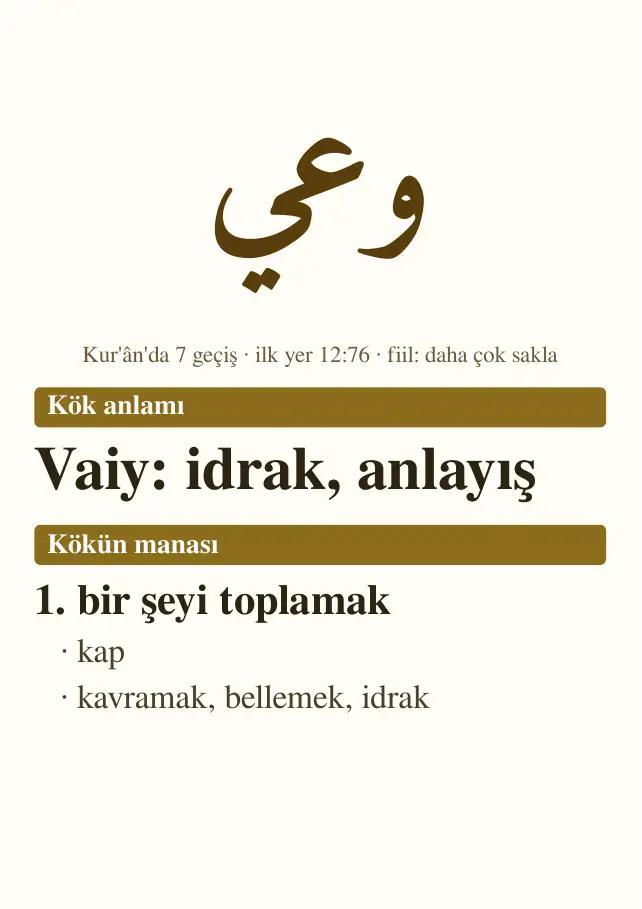 وعي
Kur'ân'da 7 geçiş · ilk yer 12:76 · fiil: daha çok sakla
Kök anlamı
Vaiy: idrak, anlayış
Kökün manası
1. bir şeyi toplamak
· kap
· kavramak, bellemek, idrak